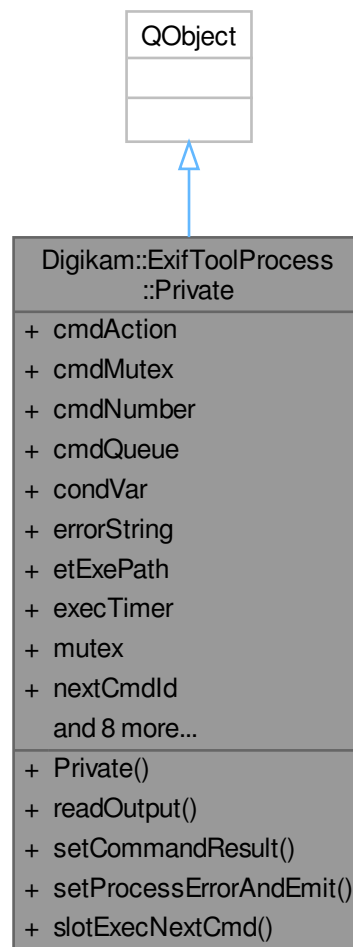 QObject
Digikam::ExifToolProcess
::Private
+ cmdAction
+ cmdMutex
+ cmdNumber
+ cmdQueue
+ condVar
+ errorString
+ etExePath
+ execTimer
+ mutex
+ nextCmdId
and 8 more...
+ Private()
+ readOutput()
+ setCommandResult()
+ setProcessErrorAndEmit()
+ slotExecNextCmd()